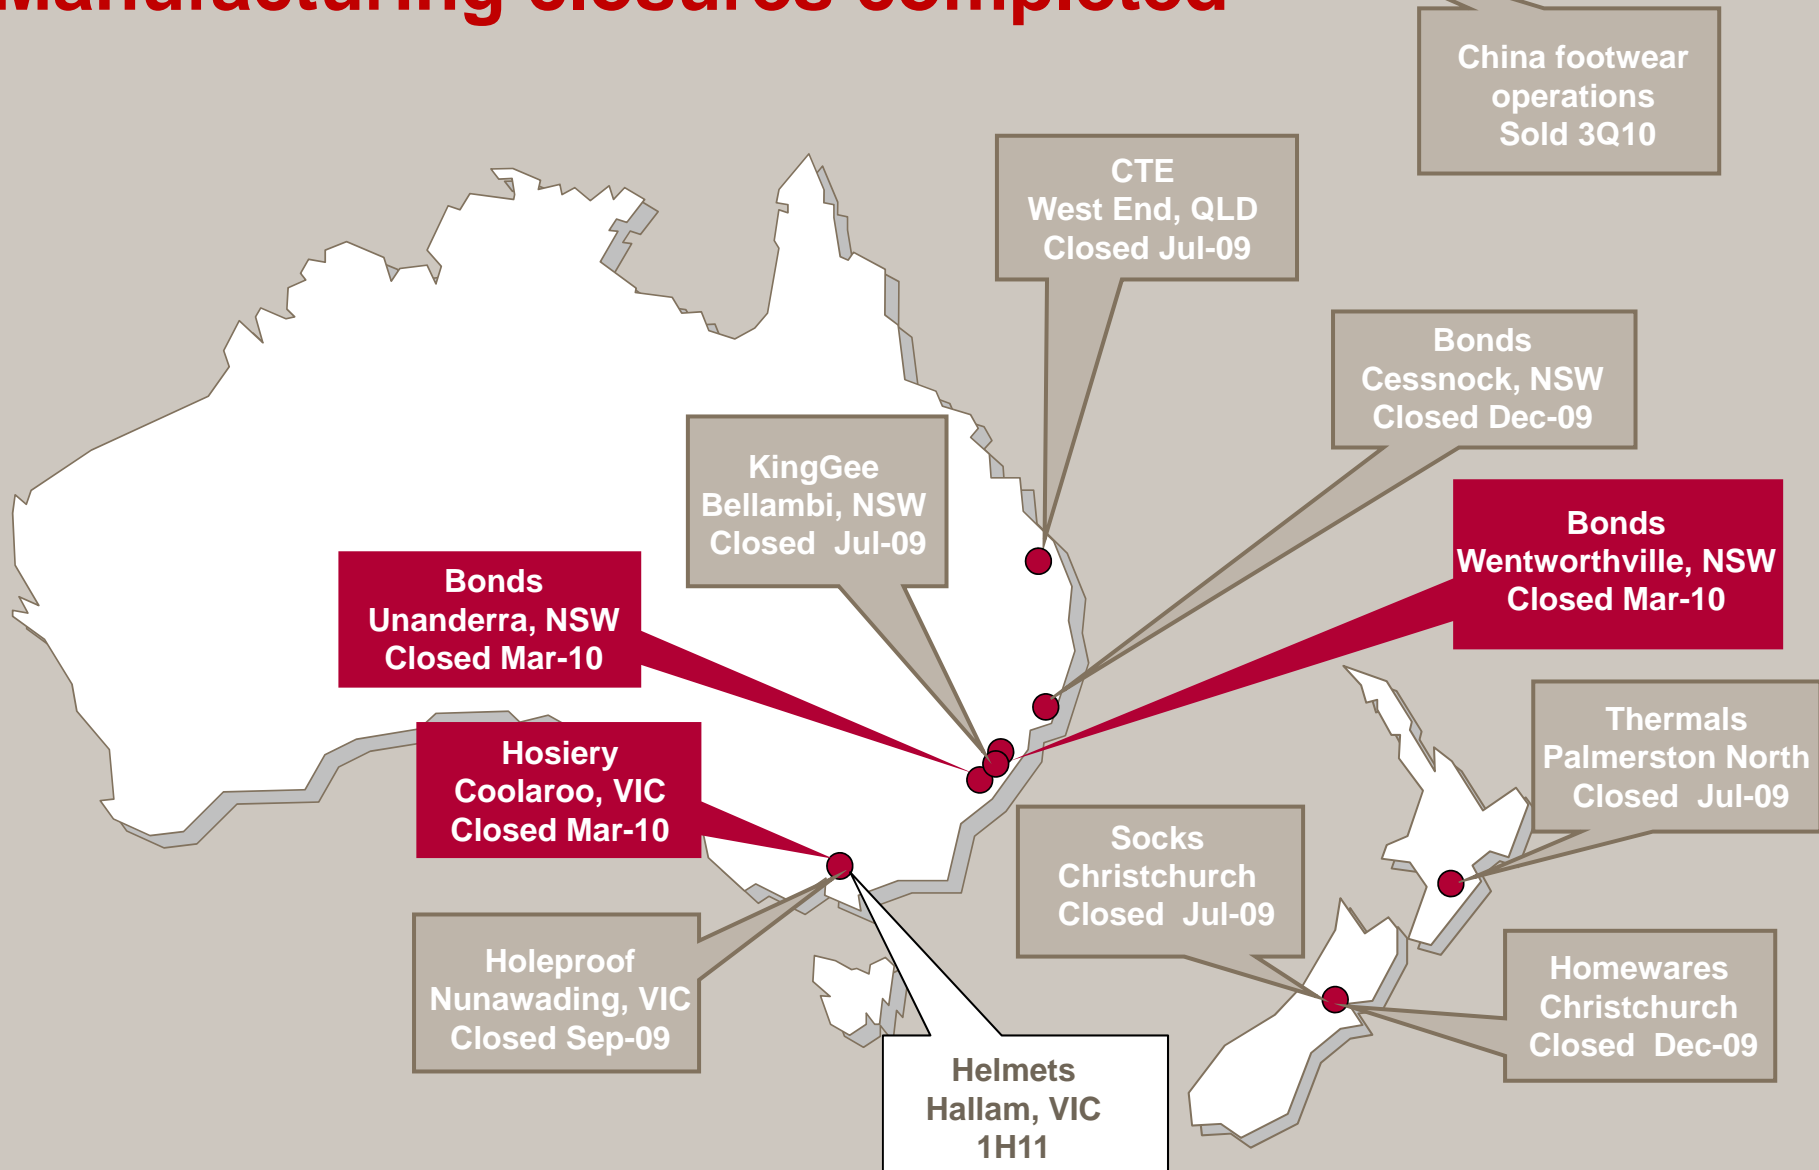 Manufacturing closures completed
China footwear
operations
Sold 3Q10
CTE
West End, QLD
Closed Jul-09
Bonds
Cessnock, NSW
Closed Dec-09
KingGee
Bellambi, NSW
Closed Jul-09
Bonds
Wentworthville, NSW
Closed Mar-10
Bonds
Unanderra, NSW
Closed Mar-10
Hosiery
Coolaroo, VIC
Closed Mar-10
Thermals
Palmerston North
Closed Jul-09
Socks
Christchurch
Closed Jul-09
Holeproof
Nunawading, VIC
Closed Sep-09
Homewares
Christchurch
Closed Dec-09
Helmets
Hallam, VIC
1H11